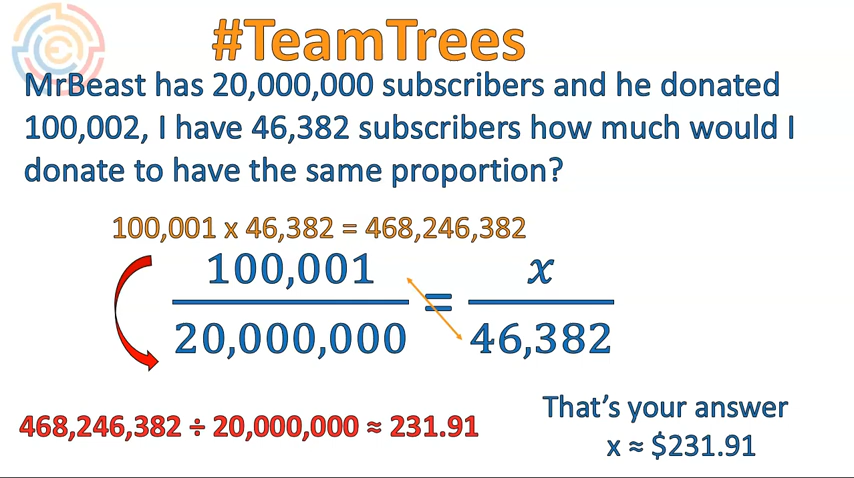 #TeamTrees
MrBeast has 20,000,000 subscribers and he donated
100,002, I have 46,382 subscribers how much would I
donate to have the same proportion?
100,001 x 46,382 = 468,246,382
100,001 = x
20,000,000 46,382
468,246,382 ÷ 20,000,000 ≈ 231.91
That's your answer
x ≈ $231.91